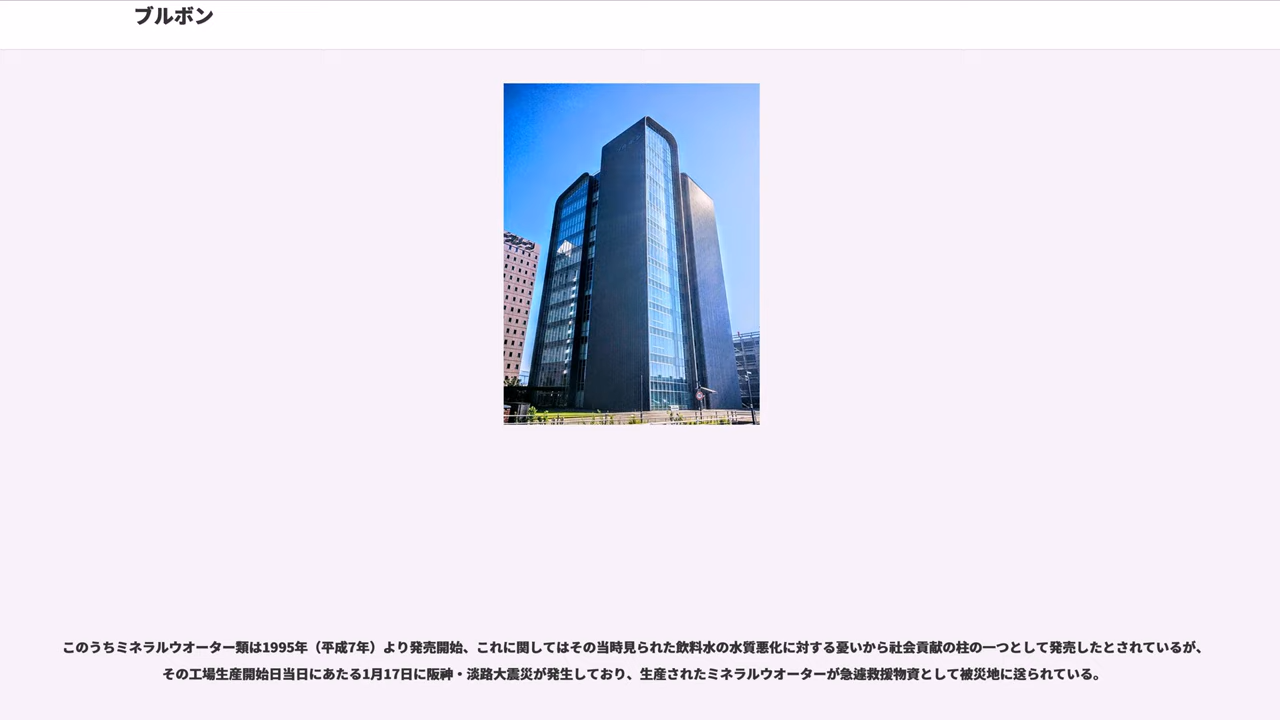 ブルボン
このうちミネラルウオーター類は1995年（平成7年）より発売開始、これに関してはその当時見られた飲料水の水質悪化に対する憂いから社会貢献の柱の一つとして発売したとされているが、
その工場生産開始日当日にあたる1月17日に阪神・淡路大震災が発生しており、生産されたミネラルウオーターが急遽救援物資として被災地に送られている。